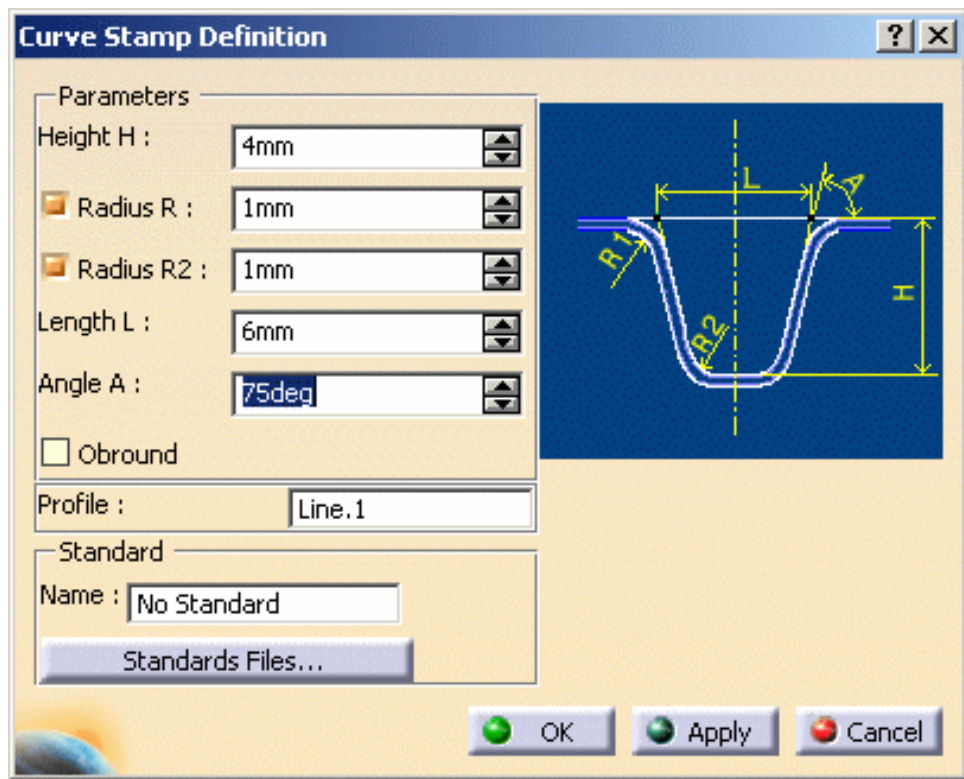 Curve Stamp Definition
Parameters
Height H : 4mm
Radius R : 1mm
Radius R2 : 1mm
Length L : 6mm
Angle A : 75deg
Obround
Profile : Line.1
Standard
Name : No Standard
Standards Files...
L
A
R1
H
R2
OK
Apply
Cancel